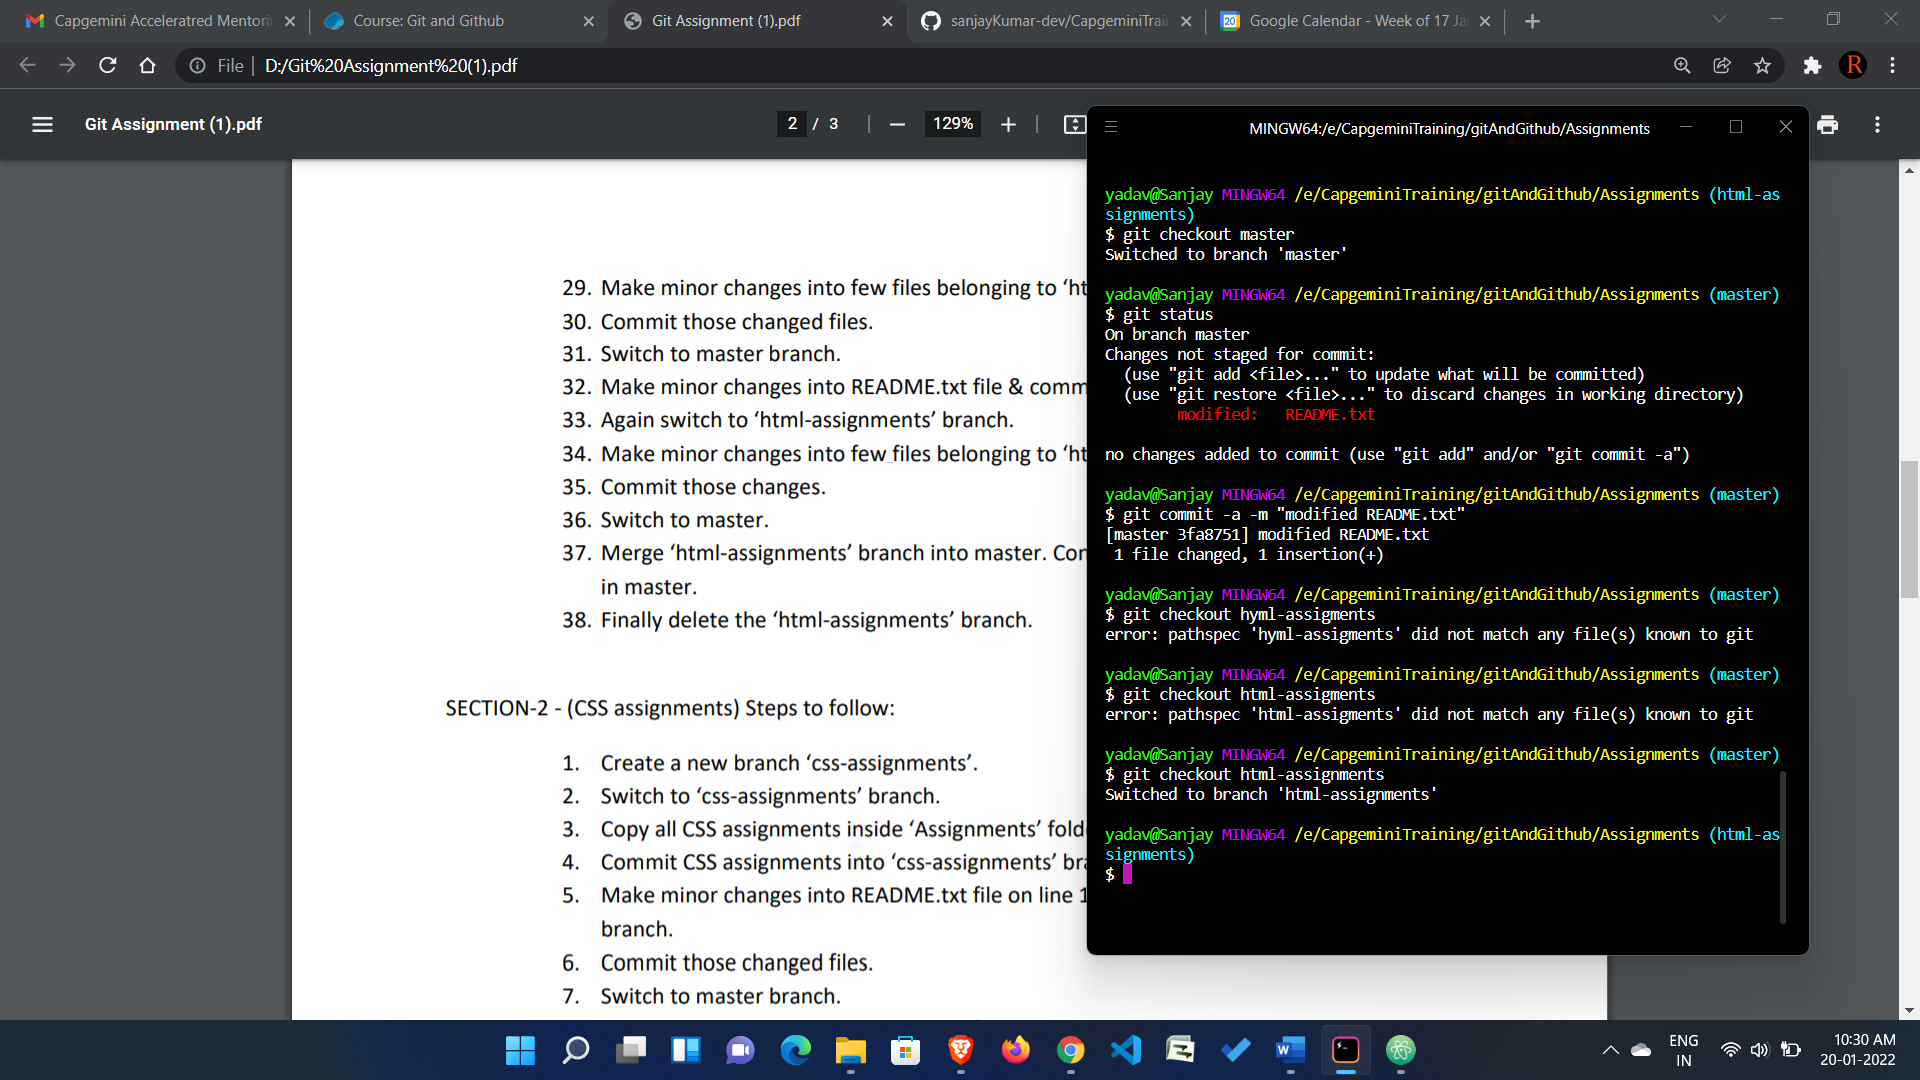 Capgemini Acceleratred Mentorin
Course: Git and Github
Git Assignment (1).pdf
sanjayKumar-dev/CapgeminiTrai
Google Calendar - Week of 17 Ja
File
D:/Git%20Assignment%20(1).pdf
R
Git Assignment (1).pdf
2 / 3
129%
29. Make minor changes into few files belonging to ‘ht
30. Commit those changed files.
31. Switch to master branch.
32. Make minor changes into README.txt file & comm
33. Again switch to ‘html-assignments’ branch.
34. Make minor changes into few files belonging to ‘ht
35. Commit those changes.
36. Switch to master.
37. Merge ‘html-assignments’ branch into master. Con
in master.
38. Finally delete the ‘html-assignments’ branch.
SECTION-2 - (CSS assignments) Steps to follow:
1. Create a new branch ‘css-assignments’.
2. Switch to ‘css-assignments’ branch.
3. Copy all CSS assignments inside ‘Assignments’ folde
4. Commit CSS assignments into ‘css-assignments’ bra
5. Make minor changes into README.txt file on line 1
branch.
6. Commit those changed files.
7. Switch to master branch.
MINGW64:/e/CapgeminiTraining/gitAndGithub/Assignments
yadav@Sanjay MINGW64 /e/CapgeminiTraining/gitAndGithub/Assignments (html-as
signments)
$ git checkout master
Switched to branch 'master'
yadav@Sanjay MINGW64 /e/CapgeminiTraining/gitAndGithub/Assignments (master)
$ git status
On branch master
Changes not staged for commit:
(use "git add <file>..." to update what will be committed)
(use "git restore <file>..." to discard changes in working directory)
modified: README.txt
no changes added to commit (use "git add" and/or "git commit -a")
yadav@Sanjay MINGW64 /e/CapgeminiTraining/gitAndGithub/Assignments (master)
$ git commit -a -m "modified README.txt"
[master 3fa8751] modified README.txt
1 file changed, 1 insertion(+)
yadav@Sanjay MINGW64 /e/CapgeminiTraining/gitAndGithub/Assignments (master)
$ git checkout hyml-assigments
error: pathspec 'hyml-assigments' did not match any file(s) known to git
yadav@Sanjay MINGW64 /e/CapgeminiTraining/gitAndGithub/Assignments (master)
$ git checkout html-assigments
error: pathspec 'html-assigments' did not match any file(s) known to git
yadav@Sanjay MINGW64 /e/CapgeminiTraining/gitAndGithub/Assignments (master)
$ git checkout html-assignments
Switched to branch 'html-assignments'
yadav@Sanjay MINGW64 /e/CapgeminiTraining/gitAndGithub/Assignments (html-as
signments)
$
ENG
IN
10:30 AM
20-01-2022